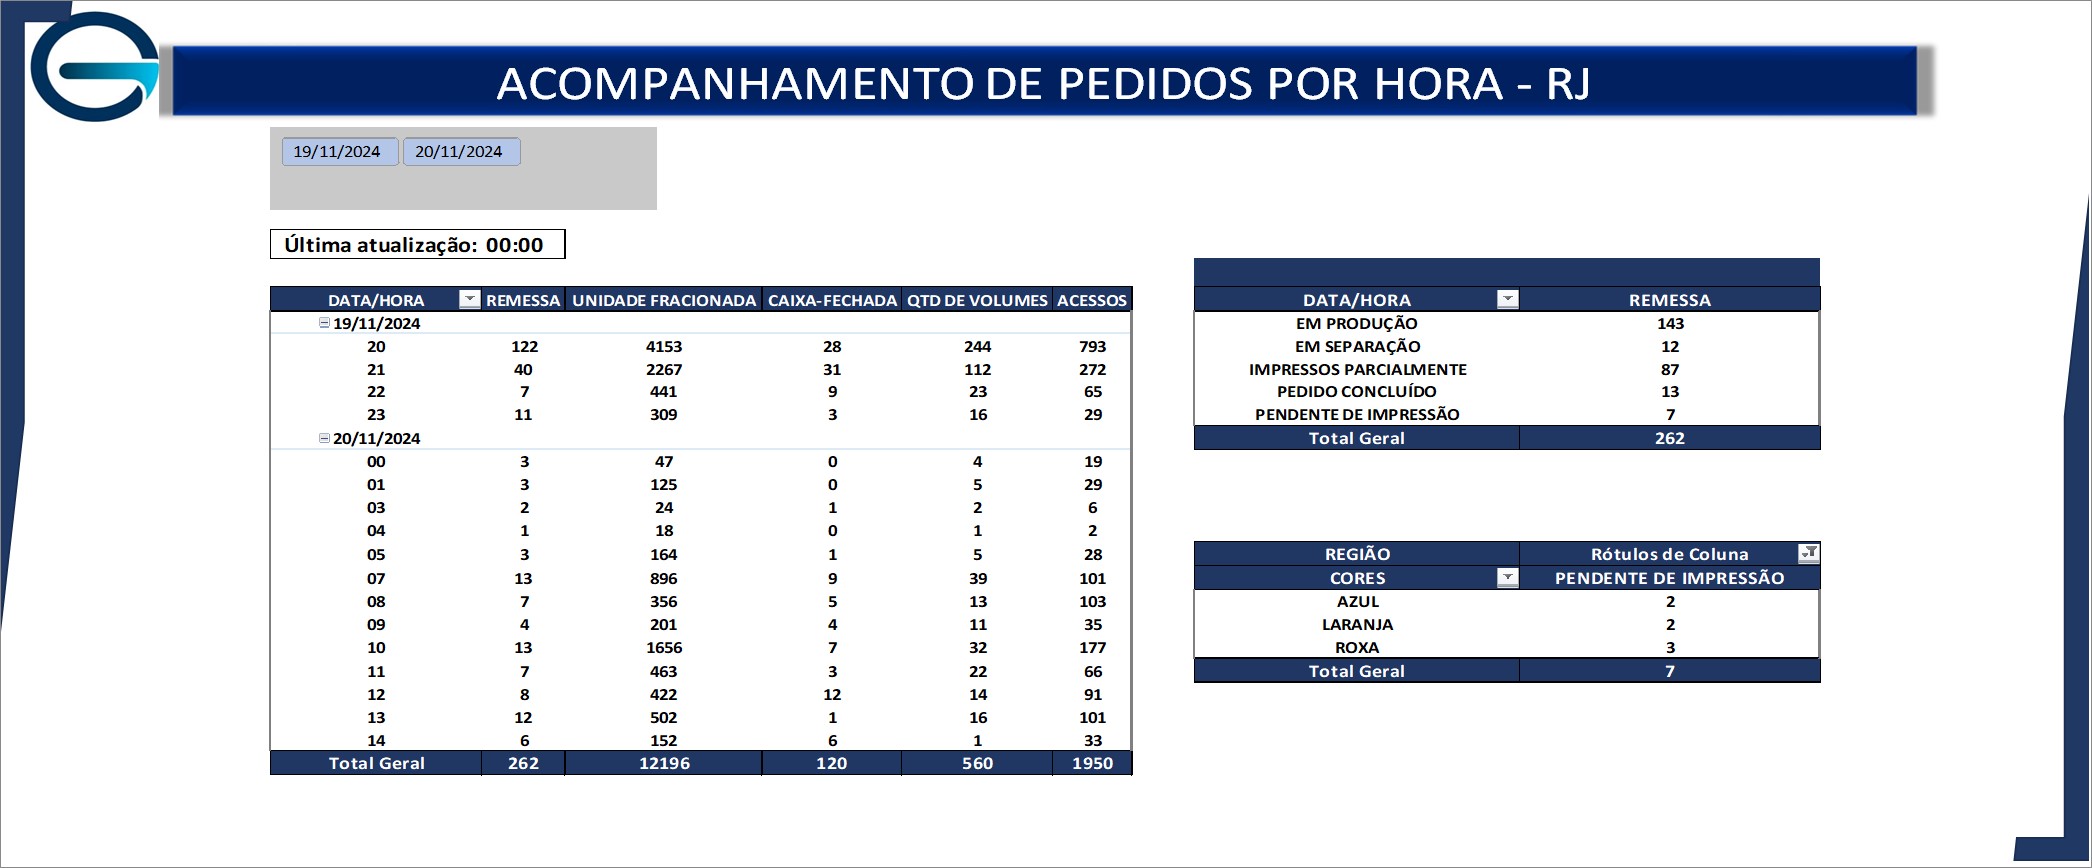 ACOMPANHAMENTO DE PEDIDOS POR HORA - RJ
19/11/2024 20/11/2024
Última atualização: 00:00
DATA/HORA REMESSA UNIDADE FRACIONADA CAIXA-FECHADA QTD DE VOLUMES ACESSOS
19/11/2024
20 122 4153 28 244 793
21 40 2267 31 112 272
22 7 441 9 23 65
23 11 309 3 16 29
20/11/2024
00 3 47 0 4 19
01 3 125 0 5 29
03 2 24 1 2 6
04 1 18 0 1 2
05 3 164 1 5 28
07 13 896 9 39 101
08 7 356 5 13 103
09 4 201 4 11 35
10 13 1656 7 32 177
11 7 463 3 22 66
12 8 422 12 14 91
13 12 502 1 16 101
14 6 152 6 1 33
Total Geral 262 12196 120 560 1950
DATA/HORA REMESSA
EM PRODUÇÃO 143
EM SEPARAÇÃO 12
IMPRESSOS PARCIALMENTE 87
PEDIDO CONCLUÍDO 13
PENDENTE DE IMPRESSÃO 7
Total Geral 262
REGIÃO Rótulos de Coluna
CORES PENDENTE DE IMPRESSÃO
AZUL 2
LARANJA 2
ROXA 3
Total Geral 7